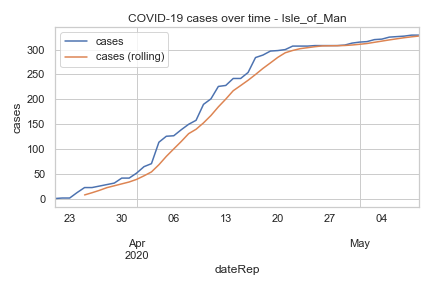 COVID-19 cases over time - Isle_of_Man
cases
cases (rolling)
cases
300
250
200
150
100
50
0
23 30 06 13 20 27 04
Apr May
2020
dateRep